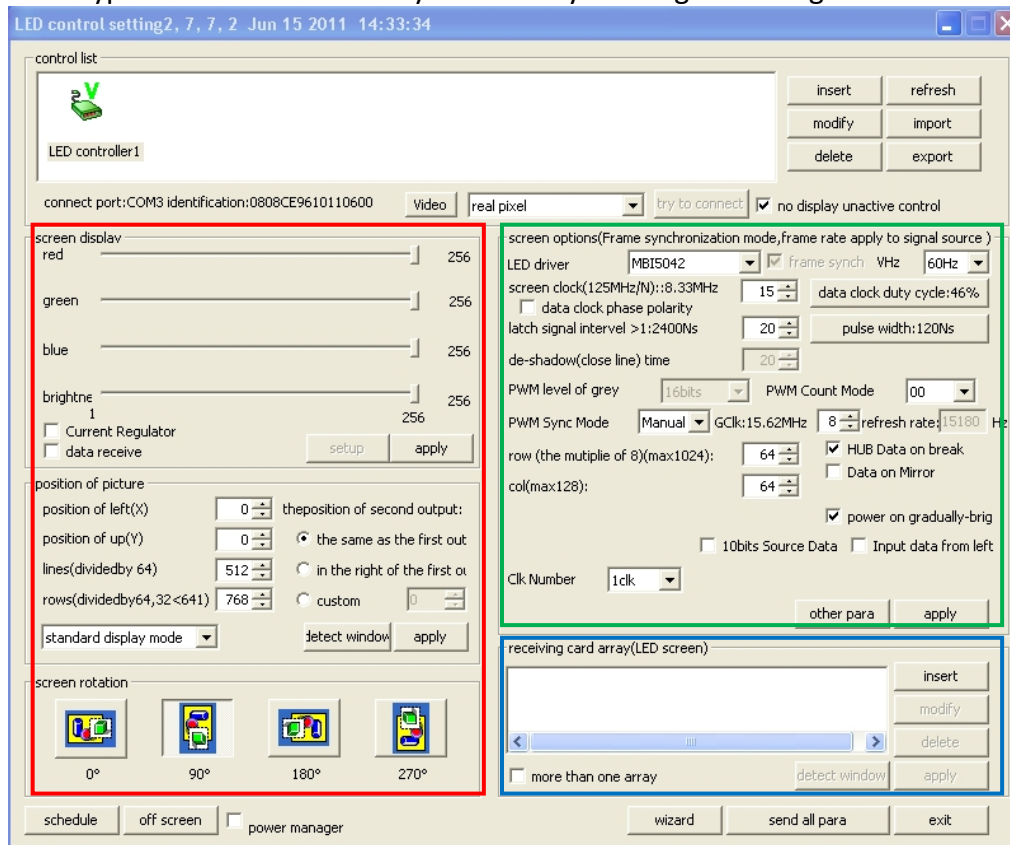 LED control setting2, 7, 7, 2 Jun 15 2011 14:33:34
control list
insert refresh
modify import
LED controller1
delete export
connect port:COM3 identification:0808CE9610110600 Video real pixel try to connect no display unactive control
screen display
red 256
green 256
blue 256
brightne 256
1 256
Current Regulator
data receive setup apply
position of picture
position of left(X) 0 theposition of second output:
position of up(Y) 0 the same as the first out
lines(dividedby 64) 512 in the right of the first
rows(dividedby64,32<641) 768 custom 0
standard display mode detect window apply
screen rotation
0° 90° 180° 270°
screen options(Frame synchronization mode,frame rate apply to signal source )
LED driver MBI5042 frame synch VHz 60Hz
screen clock(125MHz/N)::8.33MHz 15 data clock duty cycle:46%
data clock phase polarity
latch signal intervel >1:2400Ns 20 pulse width:120Ns
de-shadow(close line) time 20
PWM level of grey 16bits PWM Count Mode 00
PWM Sync Mode Manual GClk:15.62MHz 8 refresh rate: 15180 Hz
row (the mutiplie of 8)(max1024): 64 HUB Data on break
Data on Mirror
col(max128): 64
power on gradually-brig
10bits Source Data Input data from left
Clk Number 1clk
other para apply
receiving card array(LED screen)
insert
modify
delete
more than one array detect window apply
schedule off screen power manager wizard send all para exit